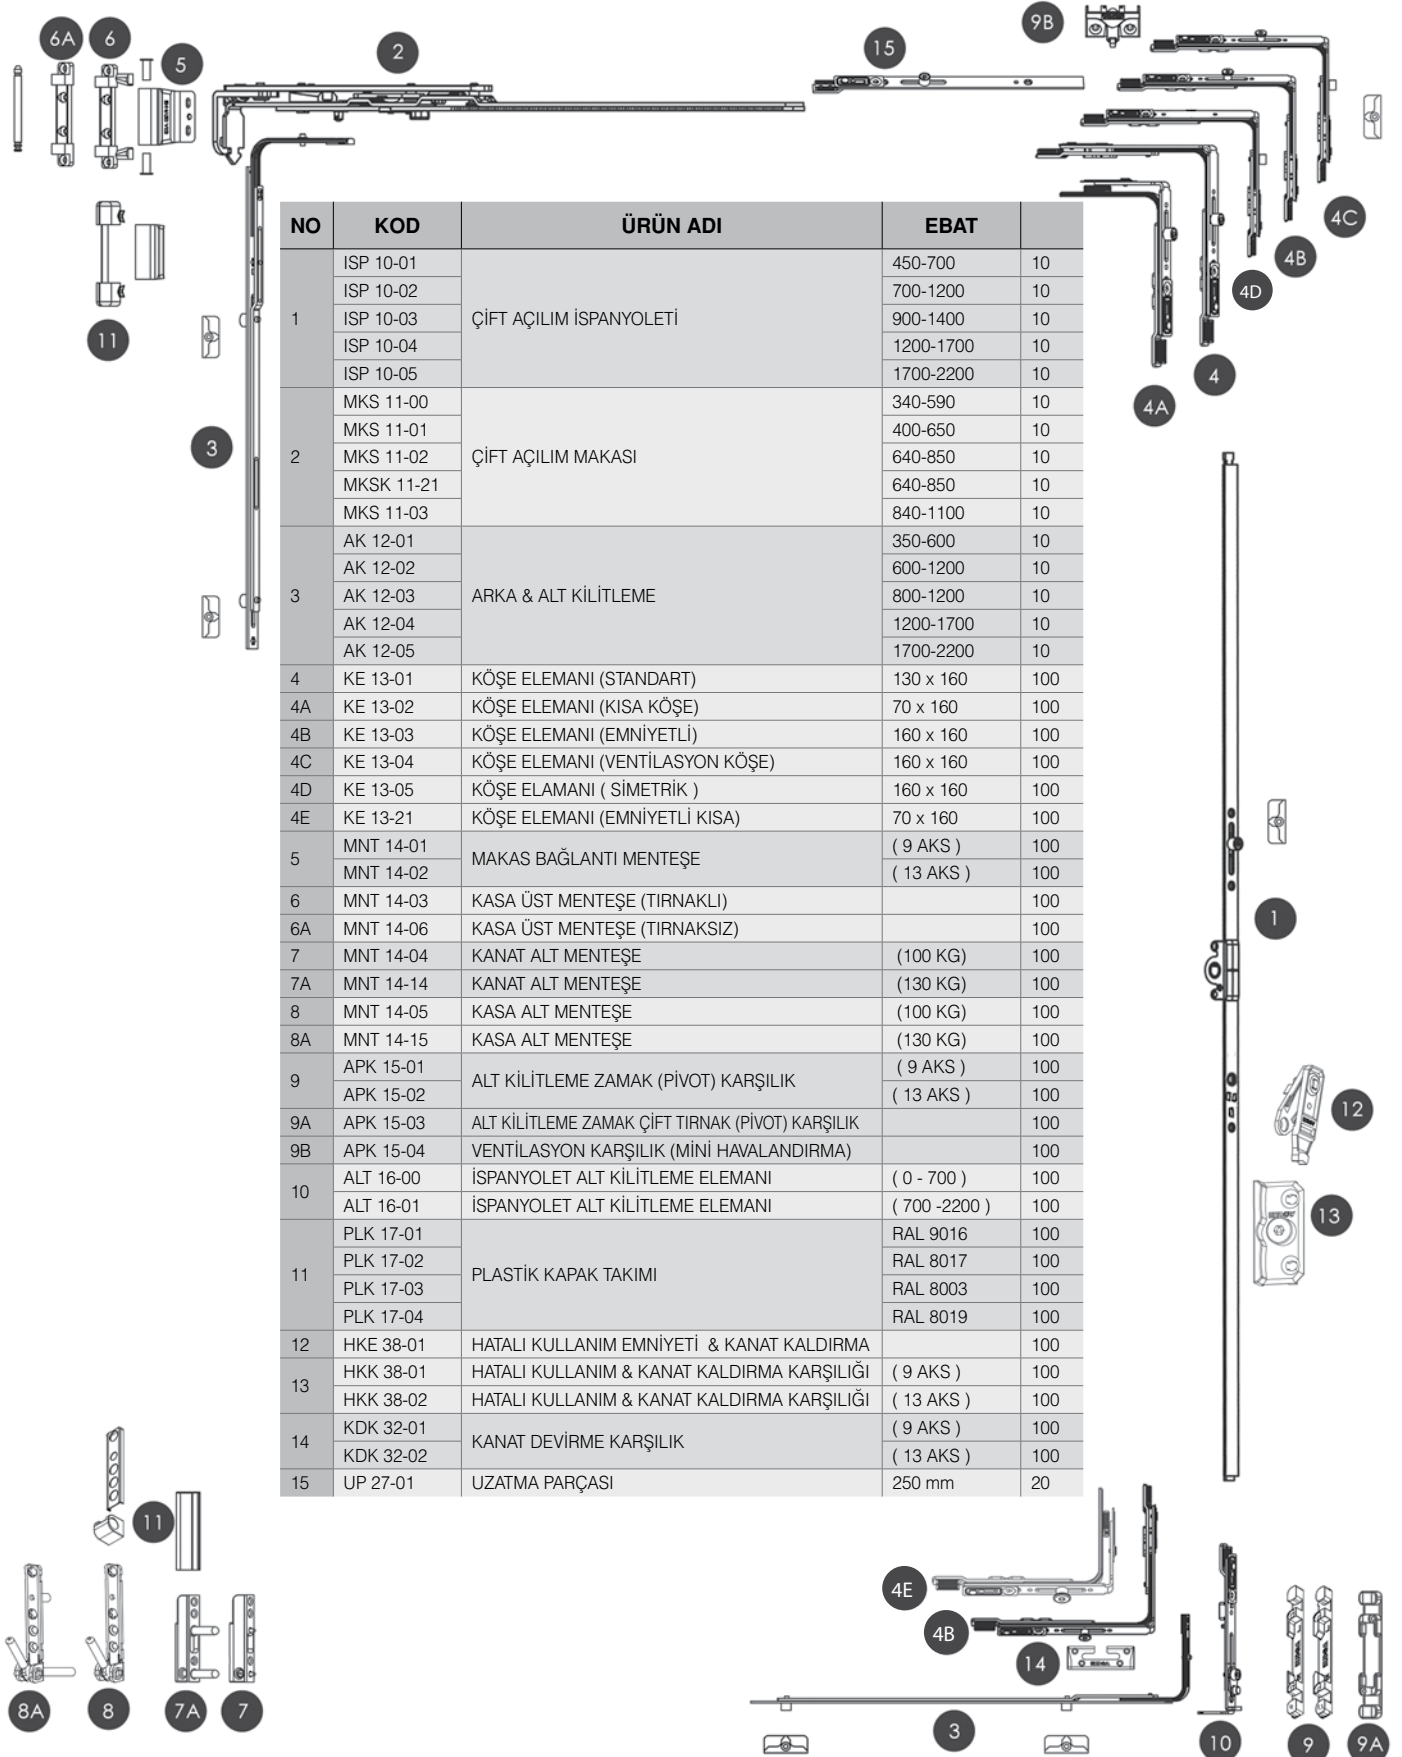 6A 6 5 2 15 9B
4C
4B
4D
4
4A
11
3
NO KOD ÜRÜN ADI EBAT
1 ISP 10-01 ÇİFT AÇILIM İSPANYOLETİ 450-700 10
ISP 10-02 700-1200 10
ISP 10-03 900-1400 10
ISP 10-04 1200-1700 10
ISP 10-05 1700-2200 10
2 MKS 11-00 ÇİFT AÇILIM MAKASI 340-590 10
MKS 11-01 400-650 10
MKS 11-02 640-850 10
MKSK 11-21 640-850 10
MKS 11-03 840-1100 10
3 AK 12-01 ARKA & ALT KİLİTLEME 350-600 10
AK 12-02 600-1200 10
AK 12-03 800-1200 10
AK 12-04 1200-1700 10
AK 12-05 1700-2200 10
4 KE 13-01 KÖŞE ELEMANI (STANDART) 130 x 160 100
4A KE 13-02 KÖŞE ELEMANI (KISA KÖŞE) 70 x 160 100
4B KE 13-03 KÖŞE ELEMANI (EMNİYETLİ) 160 x 160 100
4C KE 13-04 KÖŞE ELEMANI (VENTİLASYON KÖŞE) 160 x 160 100
4D KE 13-05 KÖŞE ELAMANI ( SİMETRİK ) 160 x 160 100
4E KE 13-21 KÖŞE ELEMANI (EMNİYETLİ KISA) 70 x 160 100
5 MNT 14-01 MAKAS BAĞLANTI MENTEŞE ( 9 AKS ) 100
MNT 14-02 ( 13 AKS ) 100
6 MNT 14-03 KASA ÜST MENTEŞE (TIRNAKLI) 100
6A MNT 14-06 KASA ÜST MENTEŞE (TIRNAKSIZ) 100
7 MNT 14-04 KANAT ALT MENTEŞE (100 KG) 100
7A MNT 14-14 KANAT ALT MENTEŞE (130 KG) 100
8 MNT 14-05 KASA ALT MENTEŞE (100 KG) 100
8A MNT 14-15 KASA ALT MENTEŞE (130 KG) 100
9 APK 15-01 ALT KİLİTLEME ZAMAK (PİVOT) KARŞILIK ( 9 AKS ) 100
APK 15-02 ( 13 AKS ) 100
9A APK 15-03 ALT KİLİTLEME ZAMAK ÇİFT TIRNAK (PİVOT) KARŞILIK 100
9B APK 15-04 VENTİLASYON KARŞILIK (MİNİ HAVALANDIRMA) 100
10 ALT 16-00 İSPANYOLET ALT KİLİTLEME ELEMANI ( 0 - 700 ) 100
ALT 16-01 İSPANYOLET ALT KİLİTLEME ELEMANI ( 700 -2200 ) 100
11 PLK 17-01 PLASTİK KAPAK TAKIMI RAL 9016 100
PLK 17-02 RAL 8017 100
PLK 17-03 RAL 8003 100
PLK 17-04 RAL 8019 100
12 HKE 38-01 HATALI KULLANIM EMNİYETİ & KANAT KALDIRMA 100
13 HKK 38-01 HATALI KULLANIM & KANAT KALDIRMA KARŞILIĞI ( 9 AKS ) 100
HKK 38-02 HATALI KULLANIM & KANAT KALDIRMA KARŞILIĞI ( 13 AKS ) 100
14 KDK 32-01 KANAT DEVİRME KARŞILIK ( 9 AKS ) 100
KDK 32-02 ( 13 AKS ) 100
15 UP 27-01 UZATMA PARÇASI 250 mm 20
1
12
13
11
4E
4B
14
8A 8 7A 7
3 10 9 9A